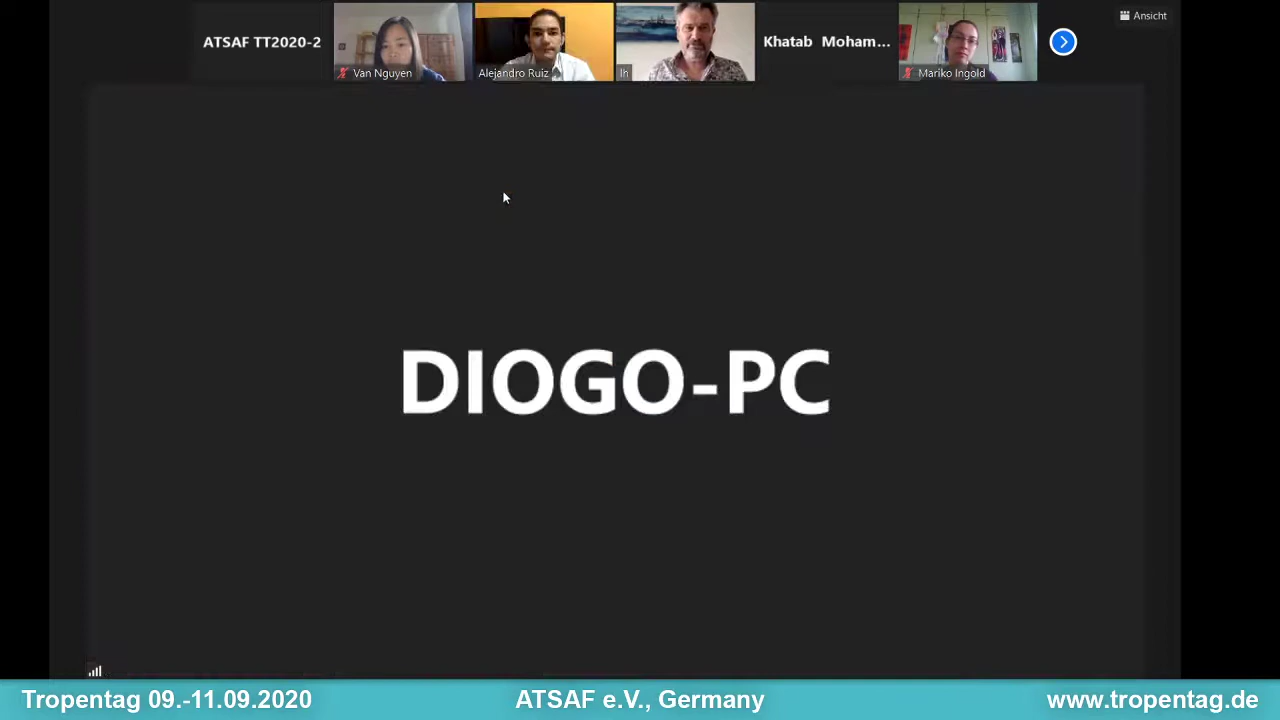 Ansicht
ATSAF TT2020-2
Van Nguyen
Alejandro Ruiz
lh
Khatab Moham...
Mariko Ingold
DIOGO-PC
Tropentag 09.-11.09.2020
ATSAF e.V., Germany
www.tropentag.de